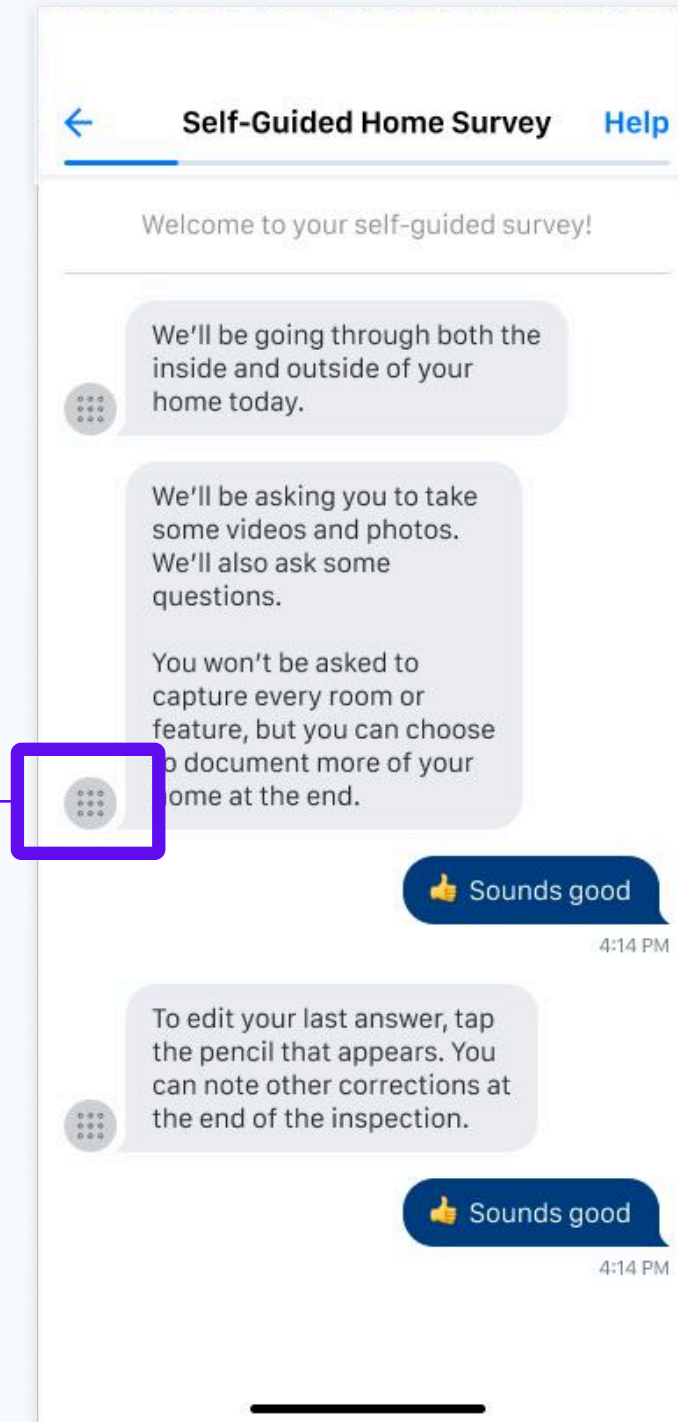 Self-Guided Home Survey
Help
Welcome to your self-guided survey!
We'll be going through both the
inside and outside of your
home today.
We'll be asking you to take
some videos and photos.
We'll also ask some
questions.
You won't be asked to
capture every room or
feature, but you can choose
document more of your
at the end.
👍 Sounds good
4:14 PM
To edit your last answer, tap
the pencil that appears. You
can note other corrections at
the end of the inspection.
👍 Sounds good
4:14 PM